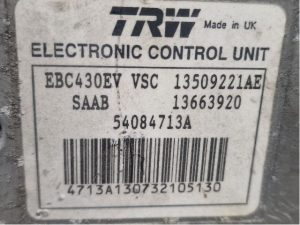 TRW Made in UK
ELECTRONIC CONTROL UNIT
EBC430EV VSC 13509221AE
SAAB 13663920
54084713A
4713A130732105130